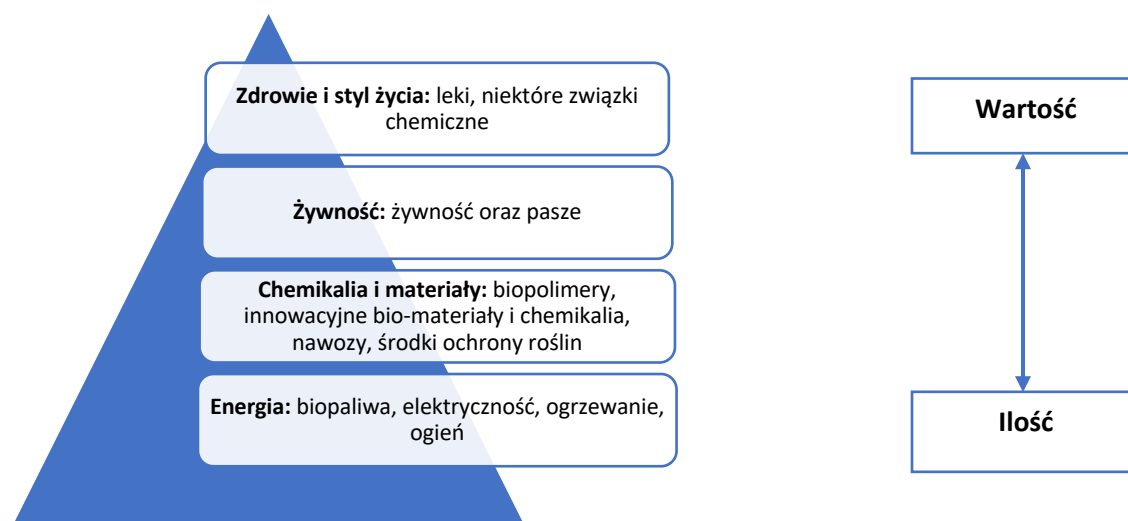 Zdrowie i styl życia: leki, niektóre związki
chemiczne
Wartość
Żywność: żywność oraz pasze
Chemikalia i materiały: biopolimery,
innowacyjne bio-materiały i chemikalia,
nawozy, środki ochrony roślin
Energia: biopaliwa, elektryczność, ogrzewanie,
ogień
Ilość